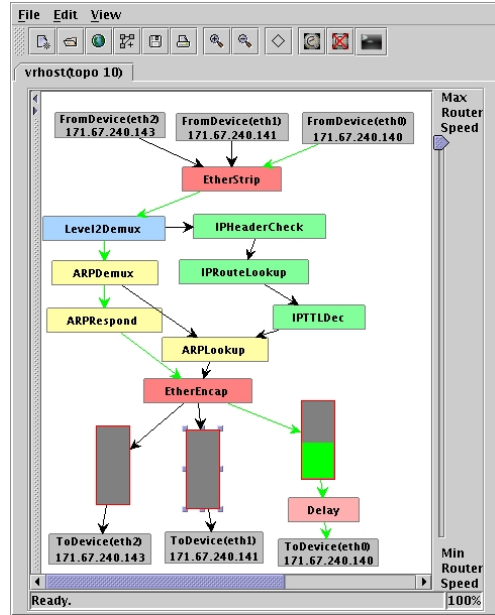 File Edit View
vrhost(topo 10)
Max
Router
Speed
FromDevice(eth2)
171.67.240.143
FromDevice(eth1)
171.67.240.141
FromDevice(eth0)
171.67.240.140
EtherStrip
Level2Demux
IPHeaderCheck
ARPDemux
IPRouteLookup
ARPRespond
IPTTLDec
ARPLookup
EtherEncap
Delay
ToDevice(eth2)
171.67.240.143
ToDevice(eth1)
171.67.240.141
ToDevice(eth0)
171.67.240.140
Min
Router
Speed
Ready.
100%